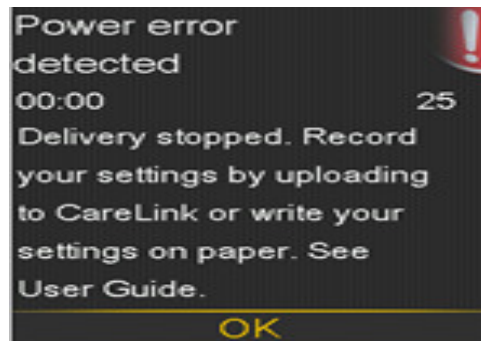 Power error
detected
00:00 25
Delivery stopped. Record
your settings by uploading
to CareLink or write your
settings on paper. See
User Guide.
OK